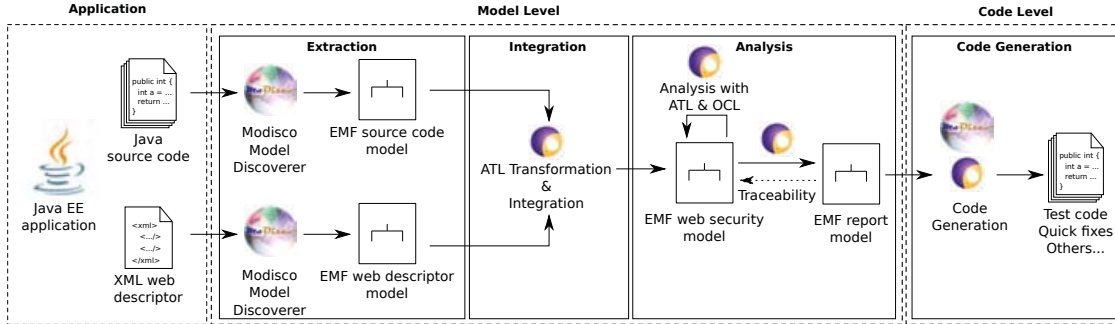 Application
Model Level
Code Level
Extraction
Integration
Analysis
Code Generation
public int {
int a = ...
return ...
}
Java
source code
Java EE
application
<xml>
<.../>
<.../>
</xml>
XML web
descriptor
Modisco
Model
Discoverer
EMF source code
model
Modisco
Model
Discoverer
EMF web descriptor
model
ATL Transformation
&
Integration
Analysis with
ATL & OCL
Traceability
EMF web security
model
EMF report
model
Code
Generation
public int {
int a = ...
return ...
}
Test code
Quick fixes
Others...